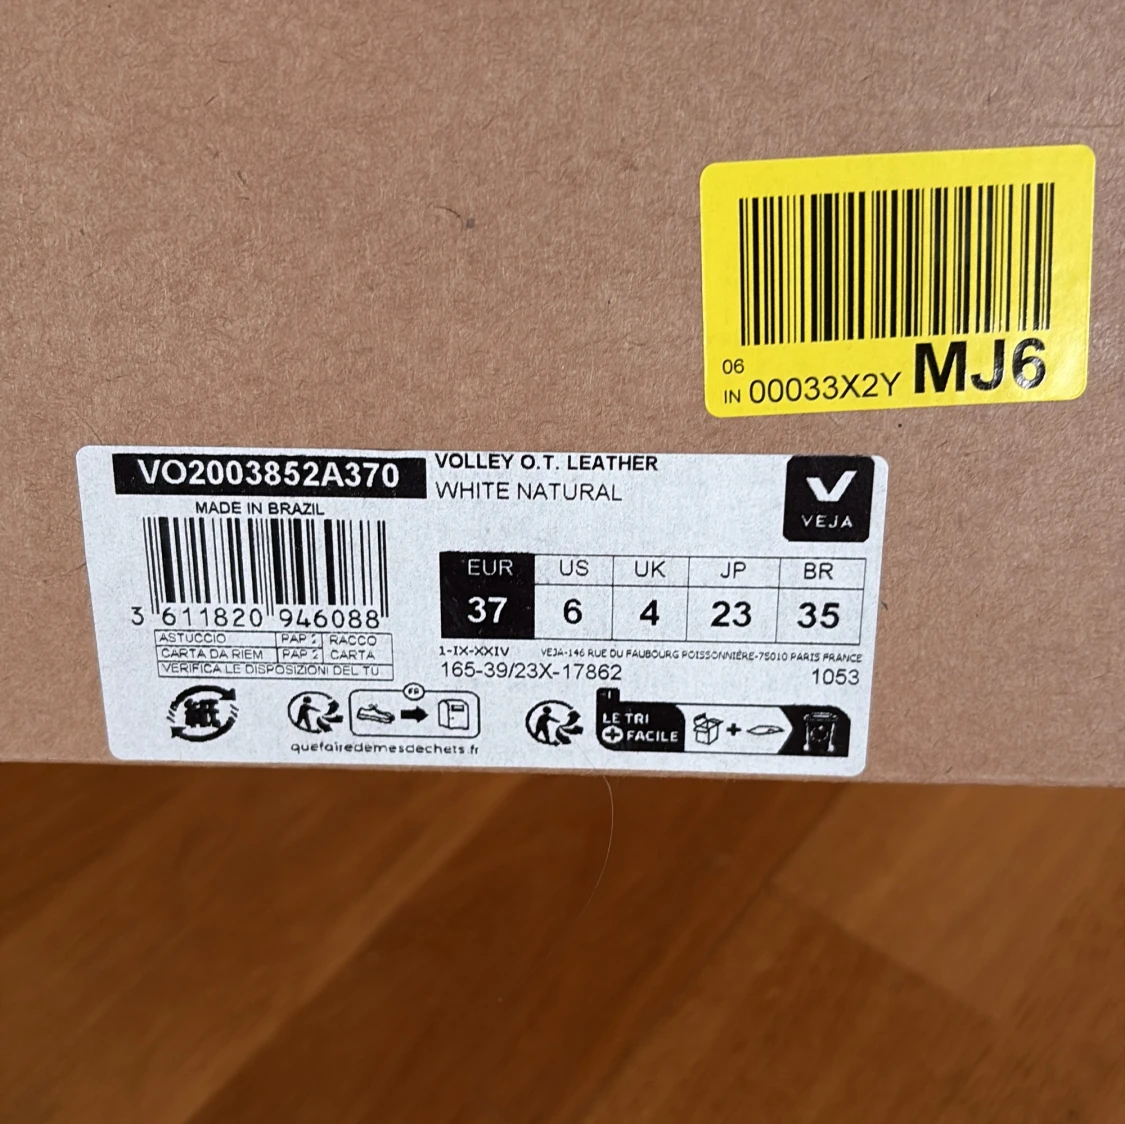 06
IN 00033X2Y MJ6
VO2003852A370
MADE IN BRAZIL
3 611820 946088
ASTUCCIO PAP 21 RACCO
CARTA DA RIEM PAP 22 CARTA
VERIFICA LE DISPOSIZIONI DEL TU
VOLLEY O.T. LEATHER
WHITE NATURAL
VEJA
EUR US UK JP BR
37 6 4 23 35
1-IX-XXIV VEJA-146 RUE DU FAUBOURG POISSONNIÈRE-75010 PARIS FRANCE
165-39/23X-17862 1053
FR
quefairedemesdechets.fr
LE TRI
+ FACILE